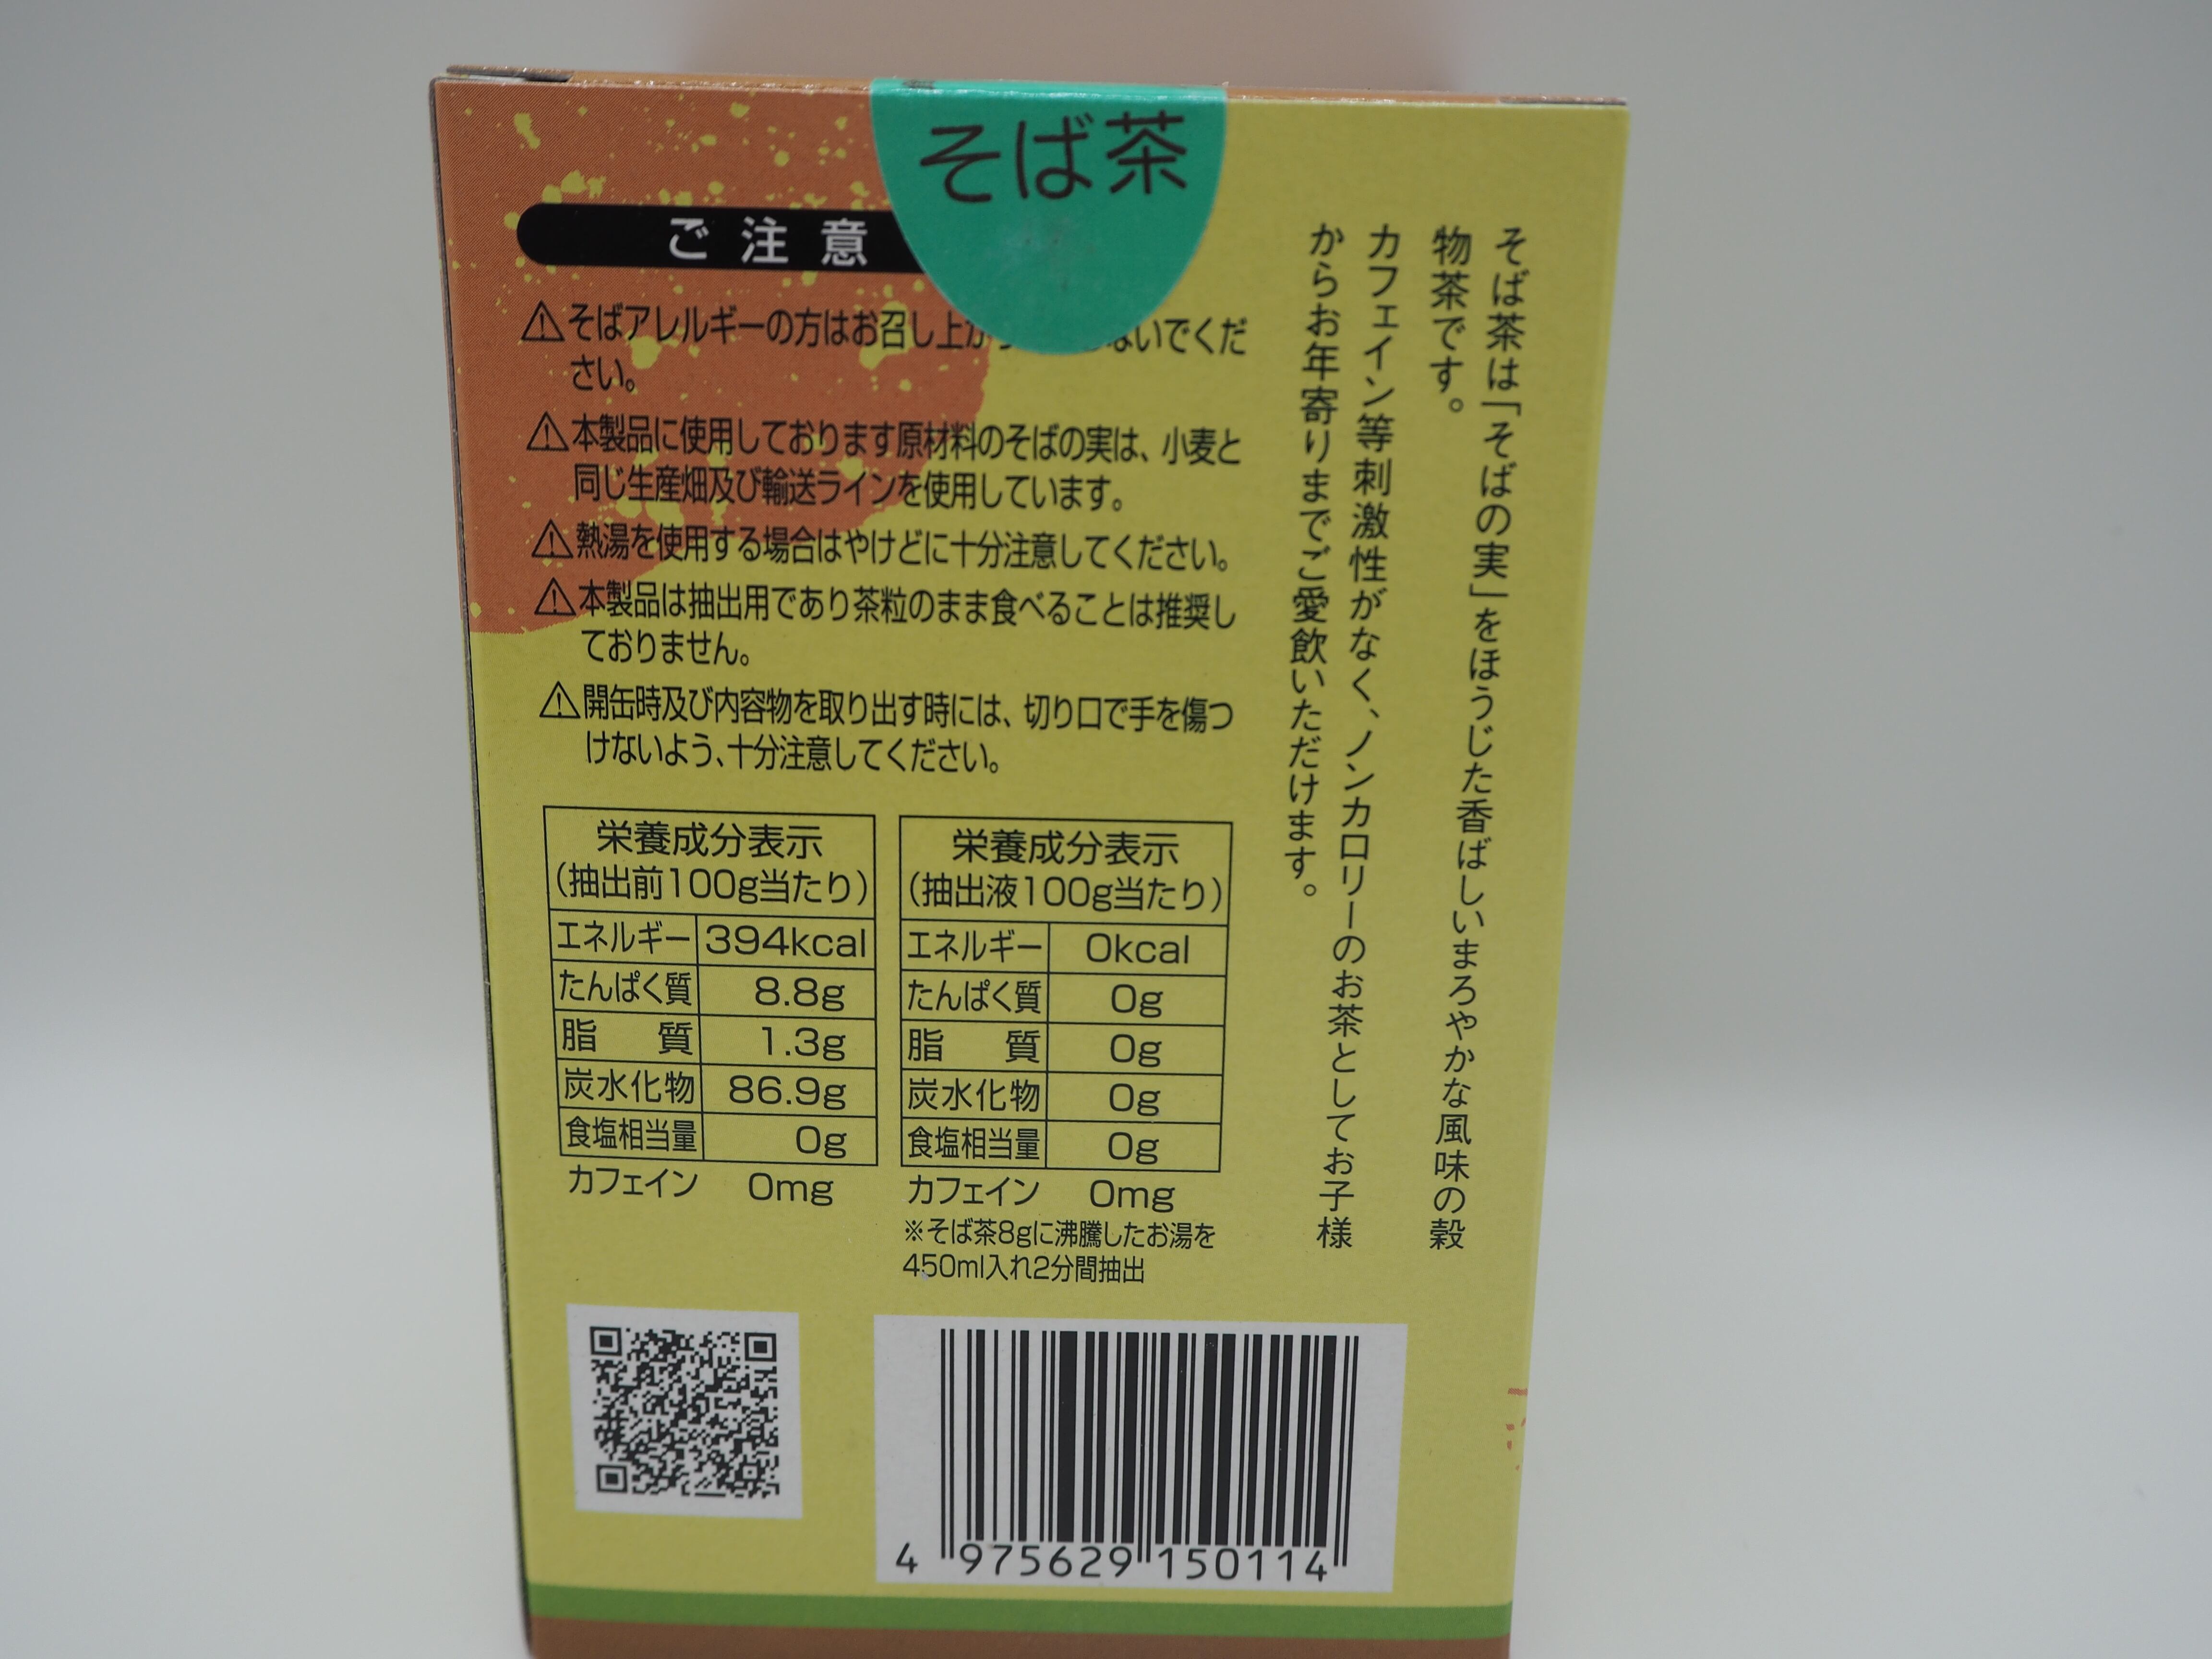 そば茶
ご注意
⚠そばアレルギーの方はお召し上が ないでくだ
さい。
⚠本製品に使用しております原材料のそばの実は、小麦と
同じ生産畑及び輸送ラインを使用しています。
⚠熱湯を使用する場合はやけどに十分注意してください。
⚠本製品は抽出用であり茶粒のまま食べることは推奨し
ておりません。
⚠開缶時及び内容物を取り出す時には、切り口で手を傷つ
けないよう、十分注意してください。
そば茶は「そばの実」をほうじた香ばしいまろやかな風味の穀
物茶です。
カフェイン等刺激性がなく、ノンカロリーのお茶としてお子様
からお年寄りまでご愛飲いただけます。
栄養成分表示
(抽出前100g当たり)
エネルギー 394kcal
たんぱく質 8.8g
脂質 1.3g
炭水化物 86.9g
食塩相当量 0g
カフェイン 0mg
栄養成分表示
(抽出液100g当たり)
エネルギー 0kcal
たんぱく質 0g
脂質 0g
炭水化物 0g
食塩相当量 0g
カフェイン 0mg
※そば茶8gに沸騰したお湯を
450ml入れ2分間抽出
4 975629 150114